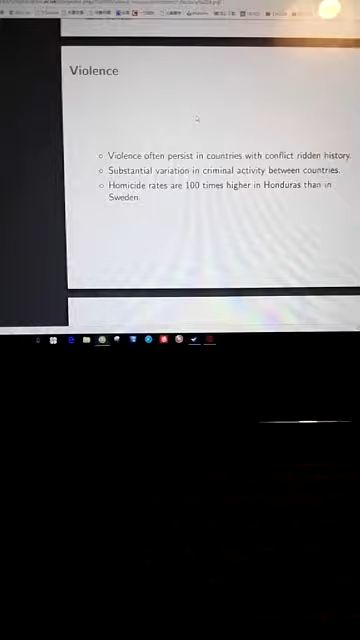 Violence
Violence often persist in countries with conflict ridden history.
Substantial variation in criminal activity between countries.
Homicide rates are 100 times higher in Honduras than in
Sweden.